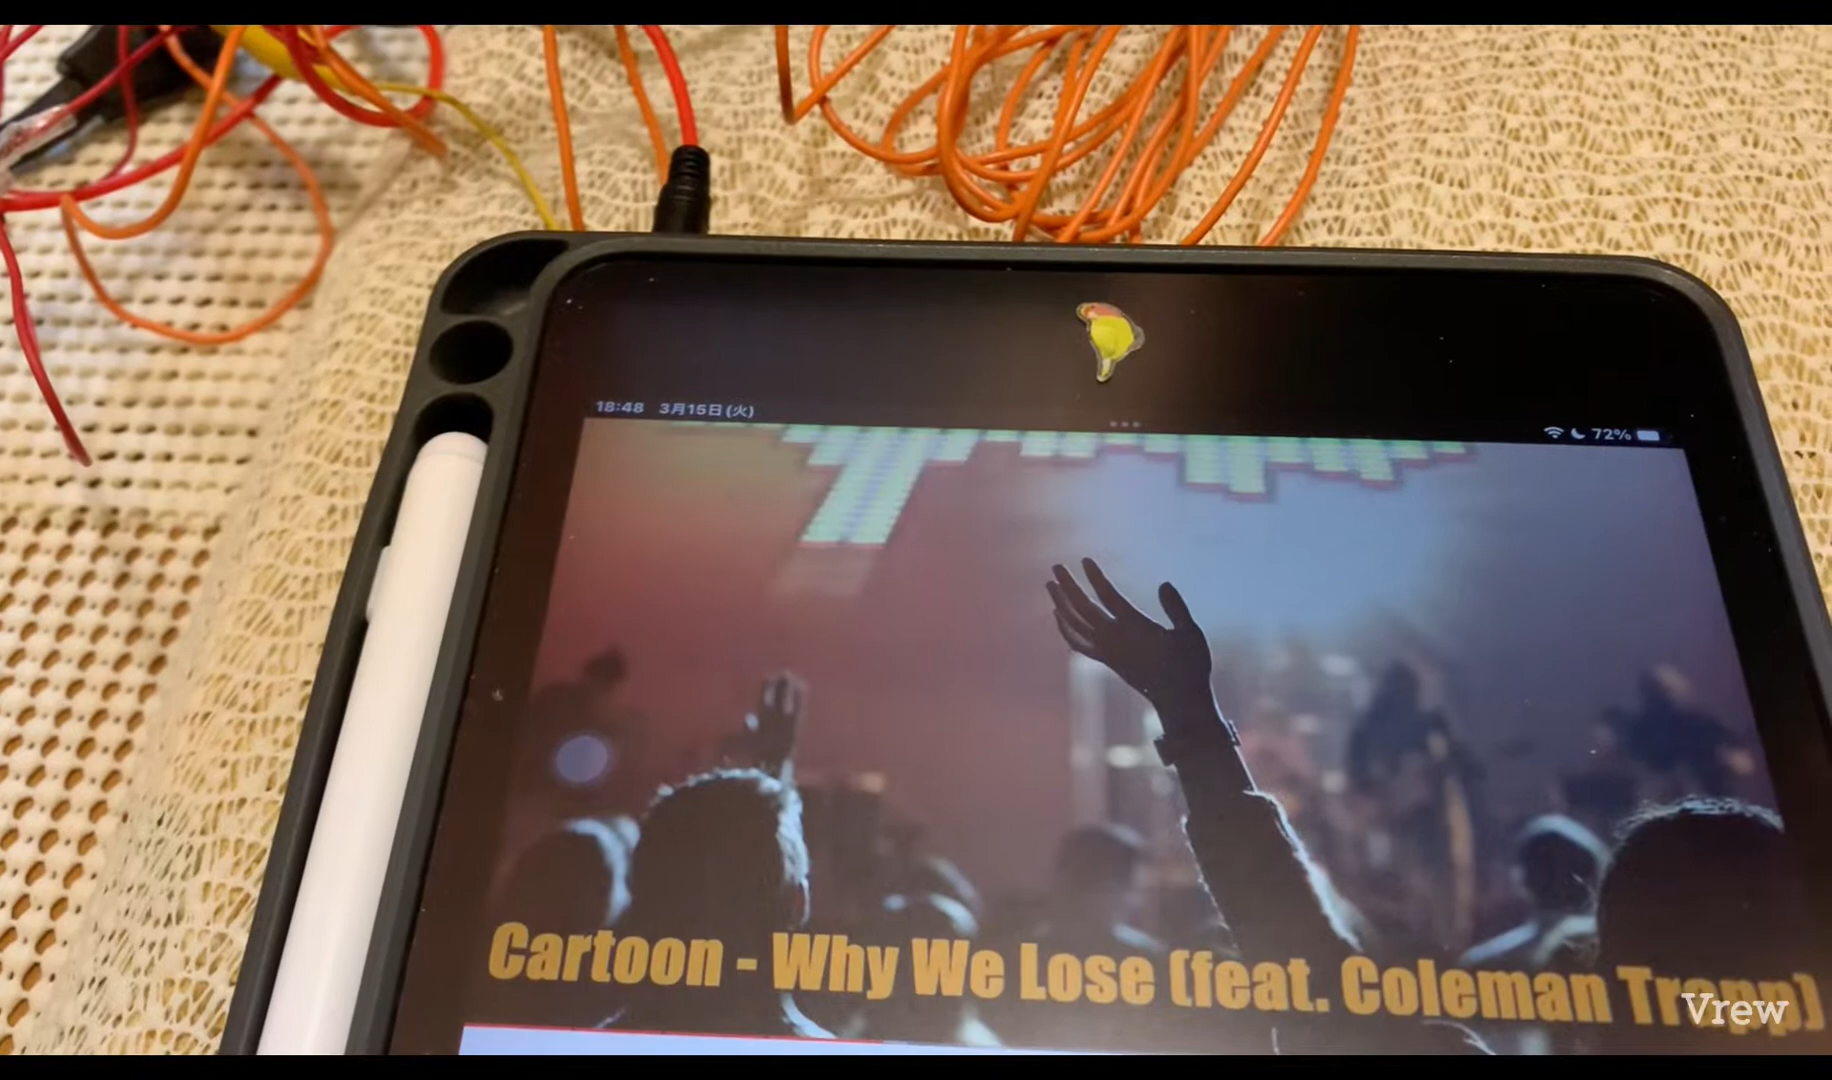 18:48 3月15日(火)
72%
Cartoon - Why We Lose (feat. Coleman Trapp)
Vrew